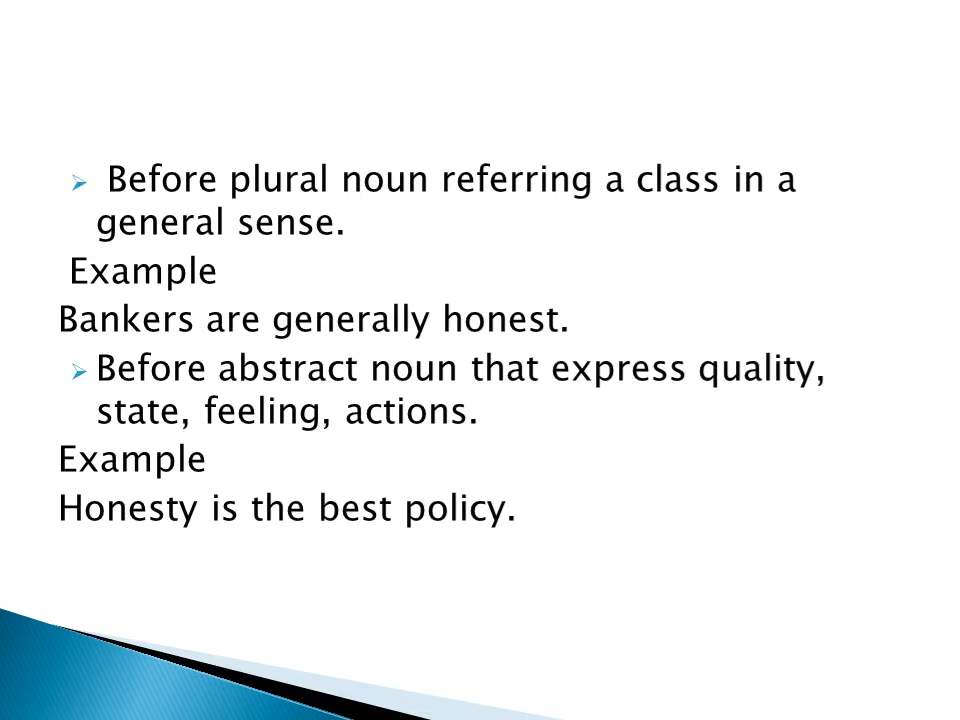 Before plural noun referring a class in a
general sense.
Example
Bankers are generally honest.
Before abstract noun that express quality,
state, feeling, actions.
Example
Honesty is the best policy.